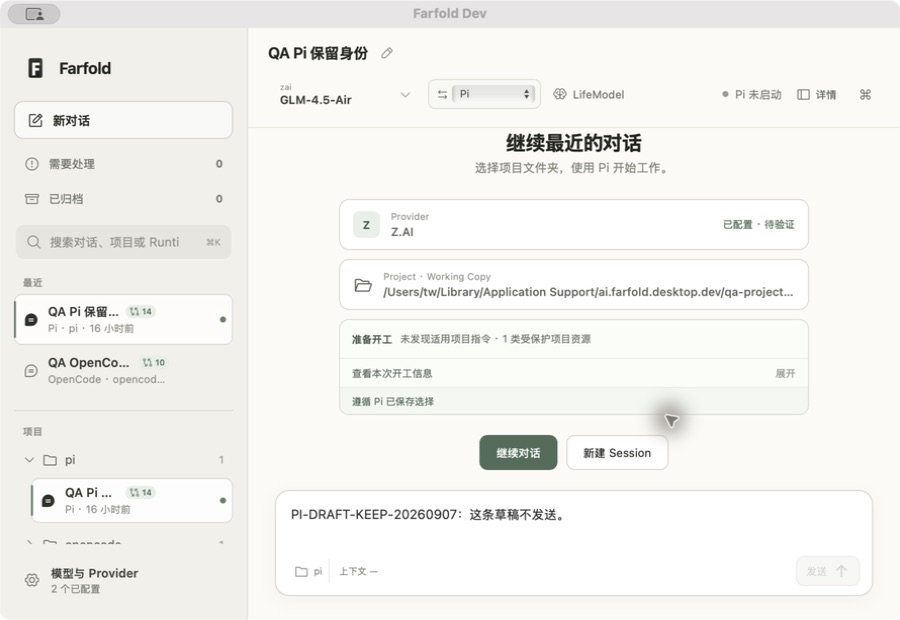 Farfold Dev
Farfold
新对话
需要处理 0
已归档 0
搜索对话、项目或 Runti ⌘K
最近
QA Pi 保留... 14
Pi · pi · 16 小时前
QA OpenCo... 10
OpenCode · opencod...
项目
pi 1
QA Pi ... 14
Pi · 16 小时前
模型与 Provider
2 个已配置
QA Pi 保留身份
zai
GLM-4.5-Air
Pi
LifeModel
Pi 未启动
详情
⌘
继续最近的对话
选择项目文件夹，使用 Pi 开始工作。
Z
Provider
Z.AI
已配置 · 待验证
Project · Working Copy
/Users/tw/Library/Application Support/ai.farfold.desktop.dev/qa-project...
准备开工 未发现适用项目指令 · 1 类受保护项目资源
查看本次开工信息 展开
遵循 Pi 已保存选择
继续对话 新建 Session
PI-DRAFT-KEEP-20260907：这条草稿不发送。
pi 上下文 — 发送